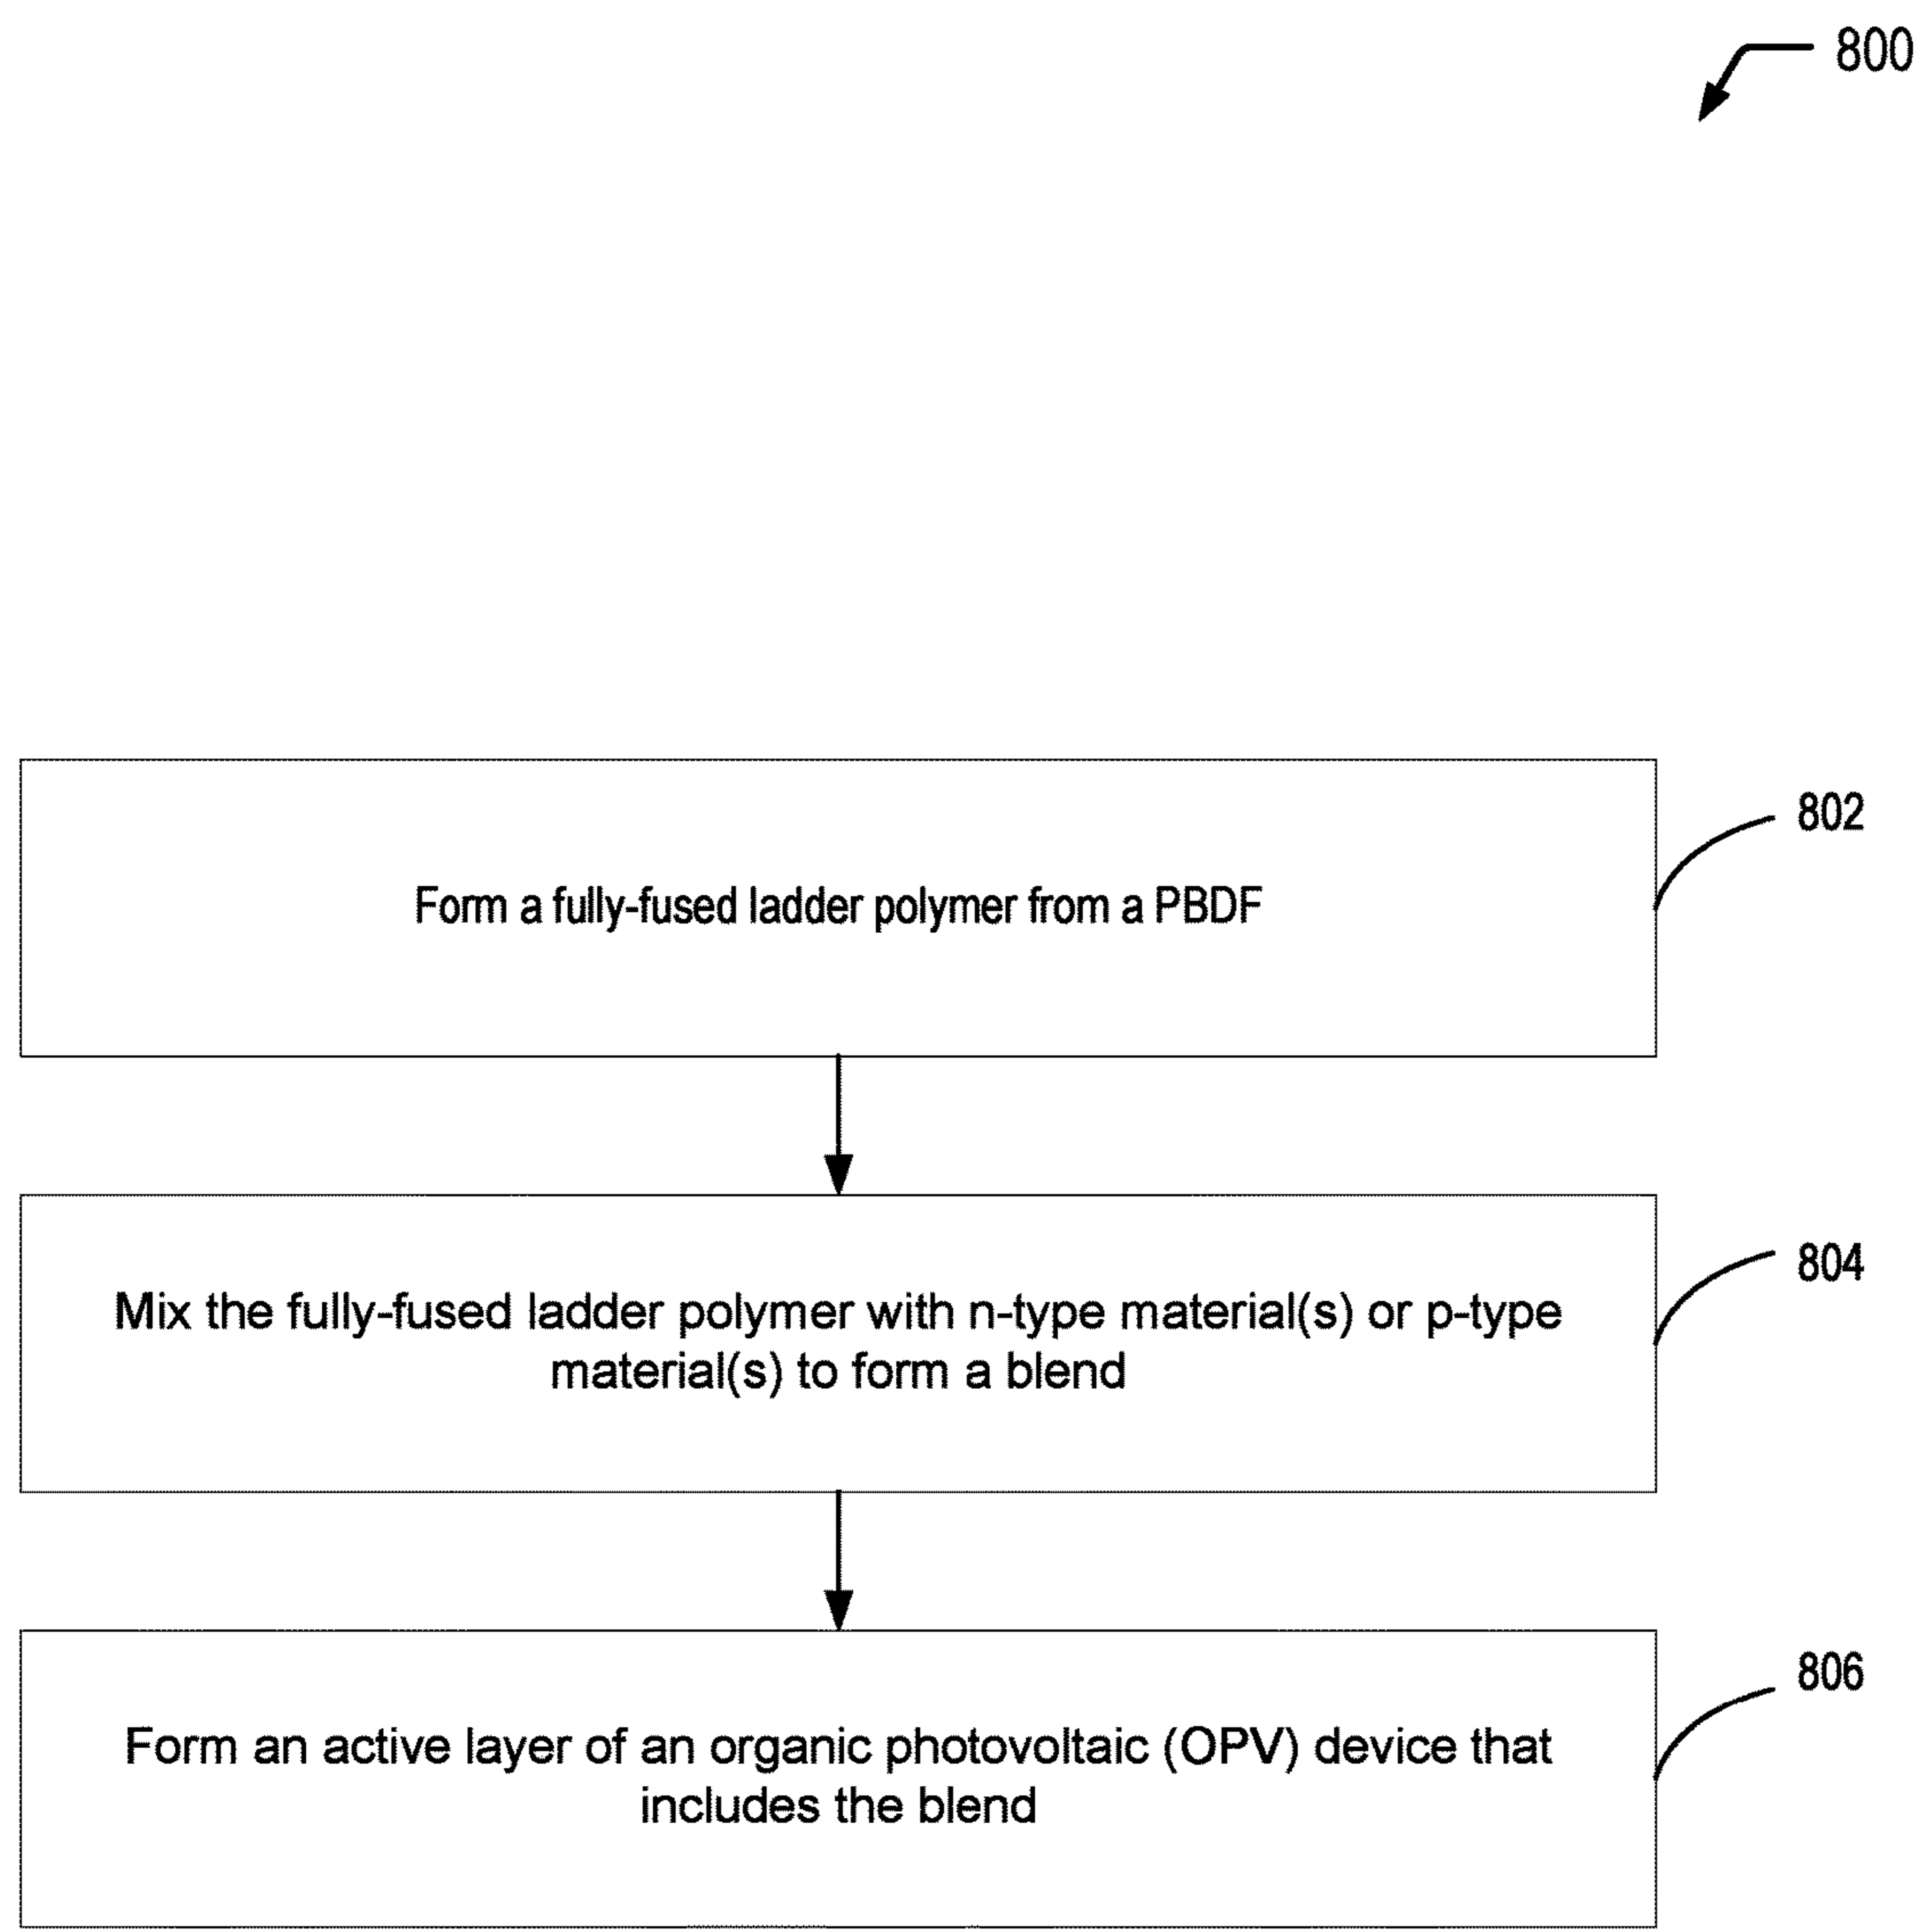 800
Form a fully-fused ladder polymer from a PBDF
802
Mix the fully-fused ladder polymer with n-type material(s) or p-type
material(s) to form a blend
804
Form an active layer of an organic photovoltaic (OPV) device that
includes the blend
806